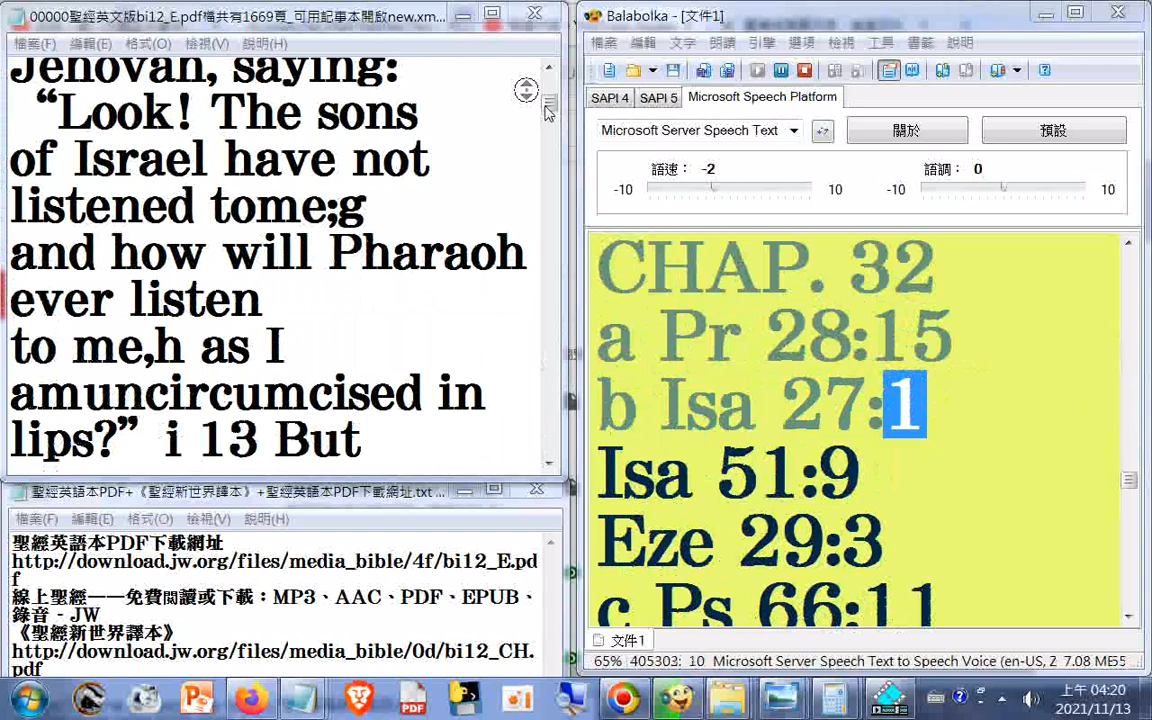 00000聖經英文版bi12_E.pdf檔共有1669頁_可用記事本開啟new.xm...
檔案(F) 編輯(E) 格式(O) 檢視(V) 說明(H)
Jehovah, saying:
“Look! The sons
of Israel have not
listened tome;g
and how will Pharaoh
ever listen
to me,h as I
amuncircumcised in
lips?” i 13 But
聖經英語本PDF+《聖經新世界譯本》+聖經英語本PDF下載網址.txt ...
檔案(F) 編輯(E) 格式(O) 檢視(V) 說明(H)
聖經英語本PDF下載網址
http://download.jw.org/files/media_bible/4f/bi12_E.pd
f
線上聖經——免費閱讀或下載：MP3、AAC、PDF、EPUB、
錄音 - JW
《聖經新世界譯本》
http://download.jw.org/files/media_bible/0d/bi12_CH.
pdf
Balabolka - [文件1]
檔案 編輯 文字 朗讀 引擎 選項 檢視 工具 書籤 說明
SAPI 4 SAPI 5 Microsoft Speech Platform
Microsoft Server Speech Text 關於 預設
語速： -2 語調： 0
-10 10 -10 10
CHAP. 32
a Pr 28:15
b Isa 27:1
Isa 51:9
Eze 29:3
c Ps 66:11
文件1
65% 405303: 10 Microsoft Server Speech Text to Speech Voice (en-US, Z 7.08 ME55
上午 04:20
2021/11/13